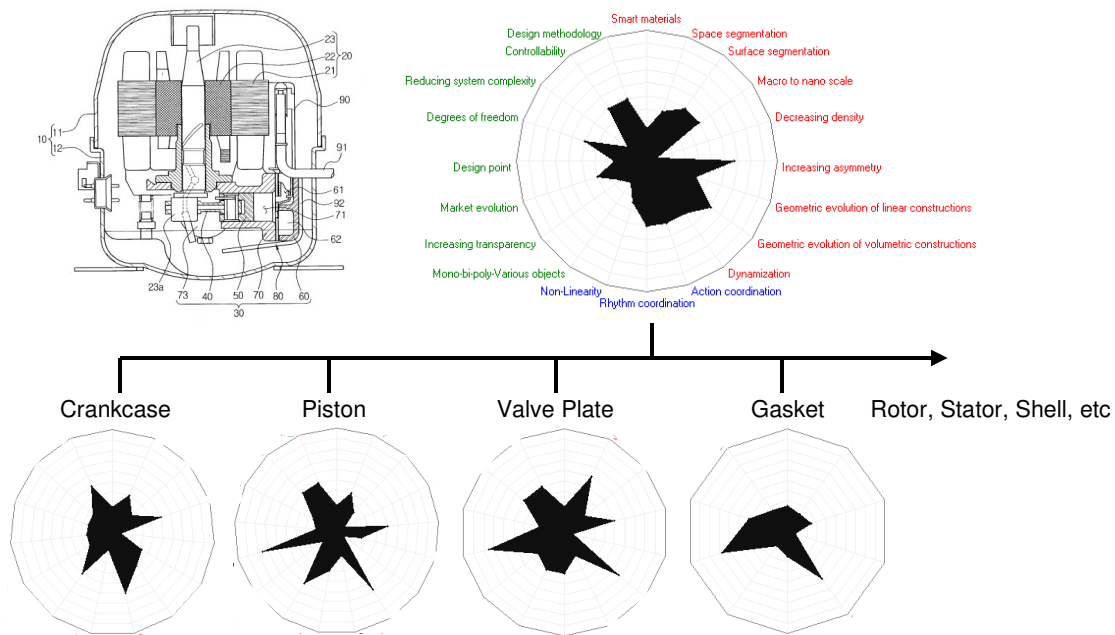 23
20
22
21
90
11
10
12
91
61
92
71
62
23a
73
40
50
70
80
60
30
Smart materials
Design methodology
Space segmentation
Controllability
Surface segmentation
Reducing system complexity
Macro to nano scale
Degrees of freedom
Decreasing density
Design point
Increasing asymmetry
Market evolution
Geometric evolution of linear constructions
Increasing transparency
Geometric evolution of volumetric constructions
Mono-bi-poly-Various objects
Dynamization
Non-Linearity
Action coordination
Rhythm coordination
Crankcase
Piston
Valve Plate
Gasket
Rotor, Stator, Shell, etc